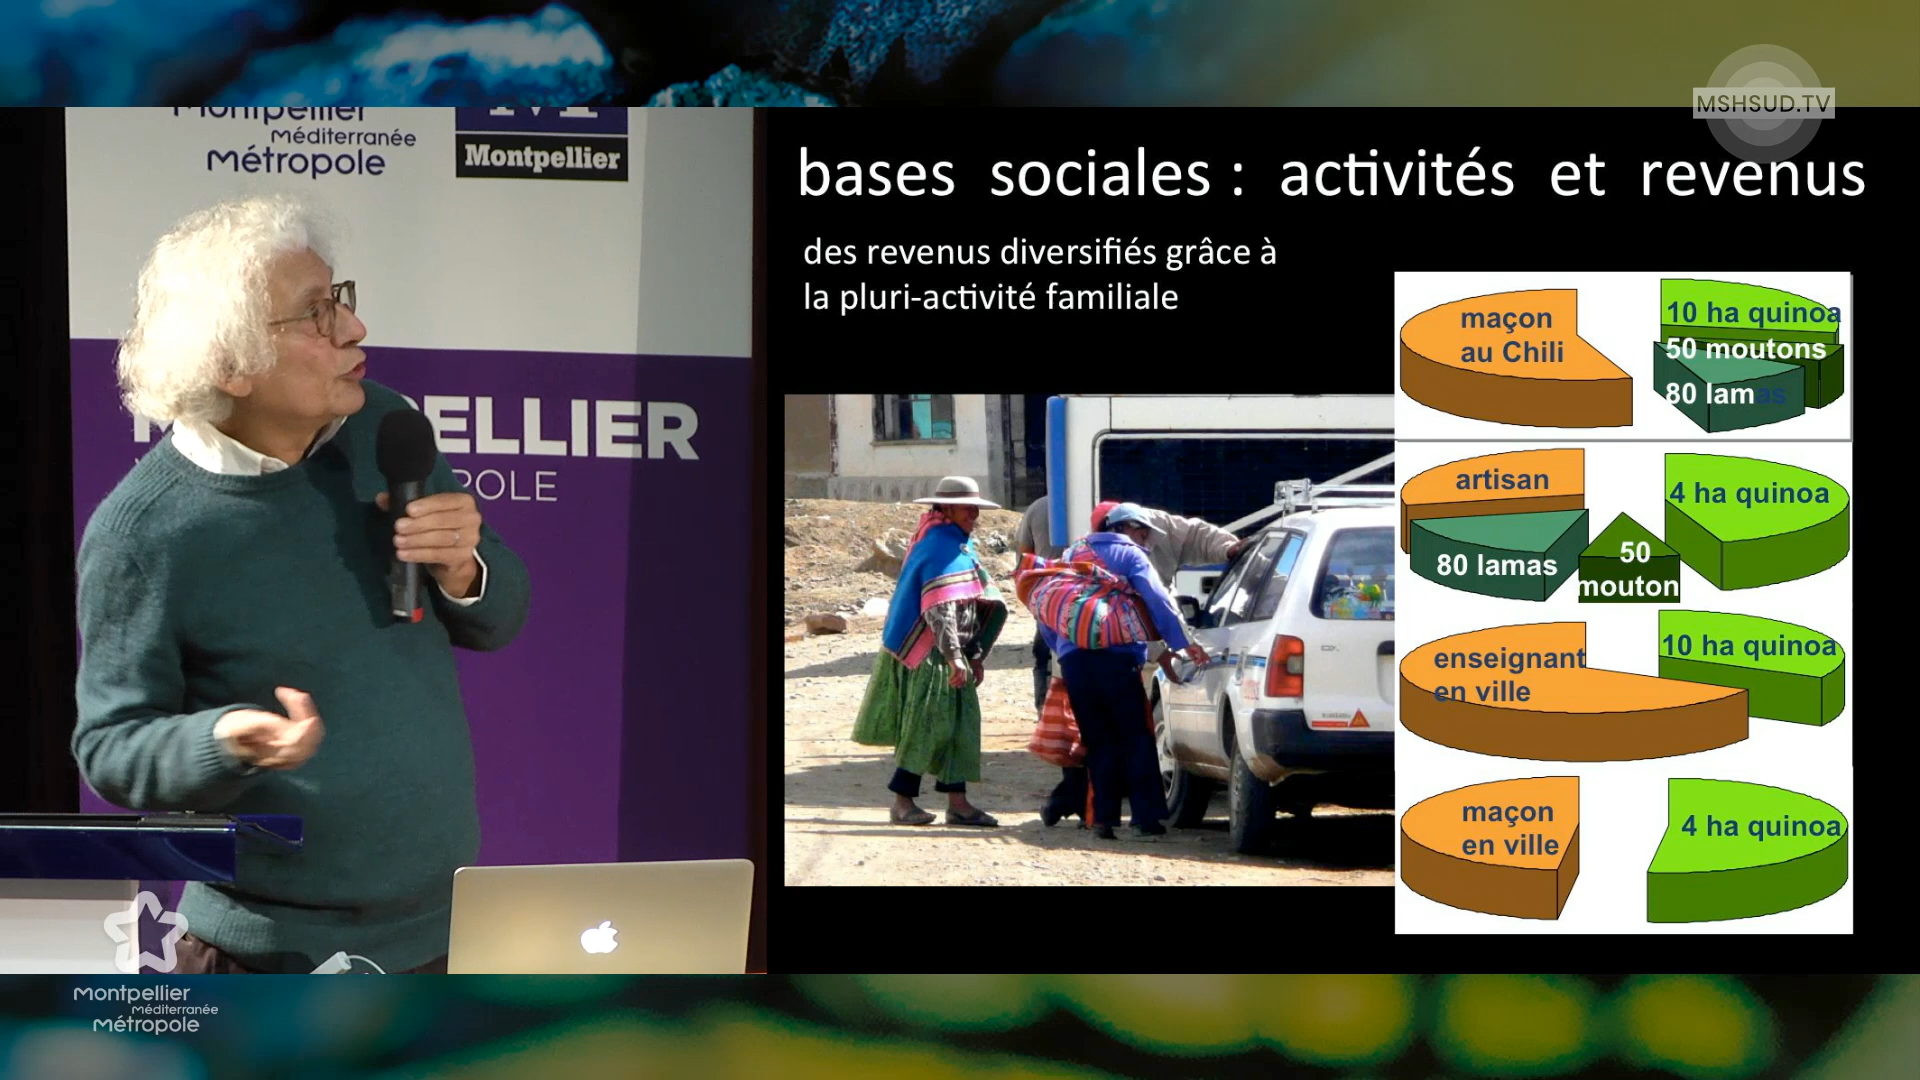 MSHSUD.TV
Montpellier
méditerranée
Métropole
Montpellier
ELLIER
POLE
bases sociales : activités et revenus
des revenus diversifiés grâce à
la pluri-activité familiale
maçon
au Chili
10 ha quinoa
50 moutons
80 lamas
artisan
4 ha quinoa
80 lamas
50
mouton
enseignant
en ville
10 ha quinoa
maçon
en ville
4 ha quinoa
montpellier
méditerranée
métropole